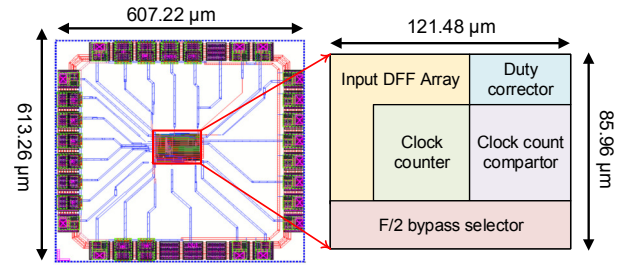 607.22 µm
613.26 µm
121.48 µm
85.96 µm
Input DFF Array
Duty
corrector
Clock
counter
Clock count
compartor
F/2 bypass selector